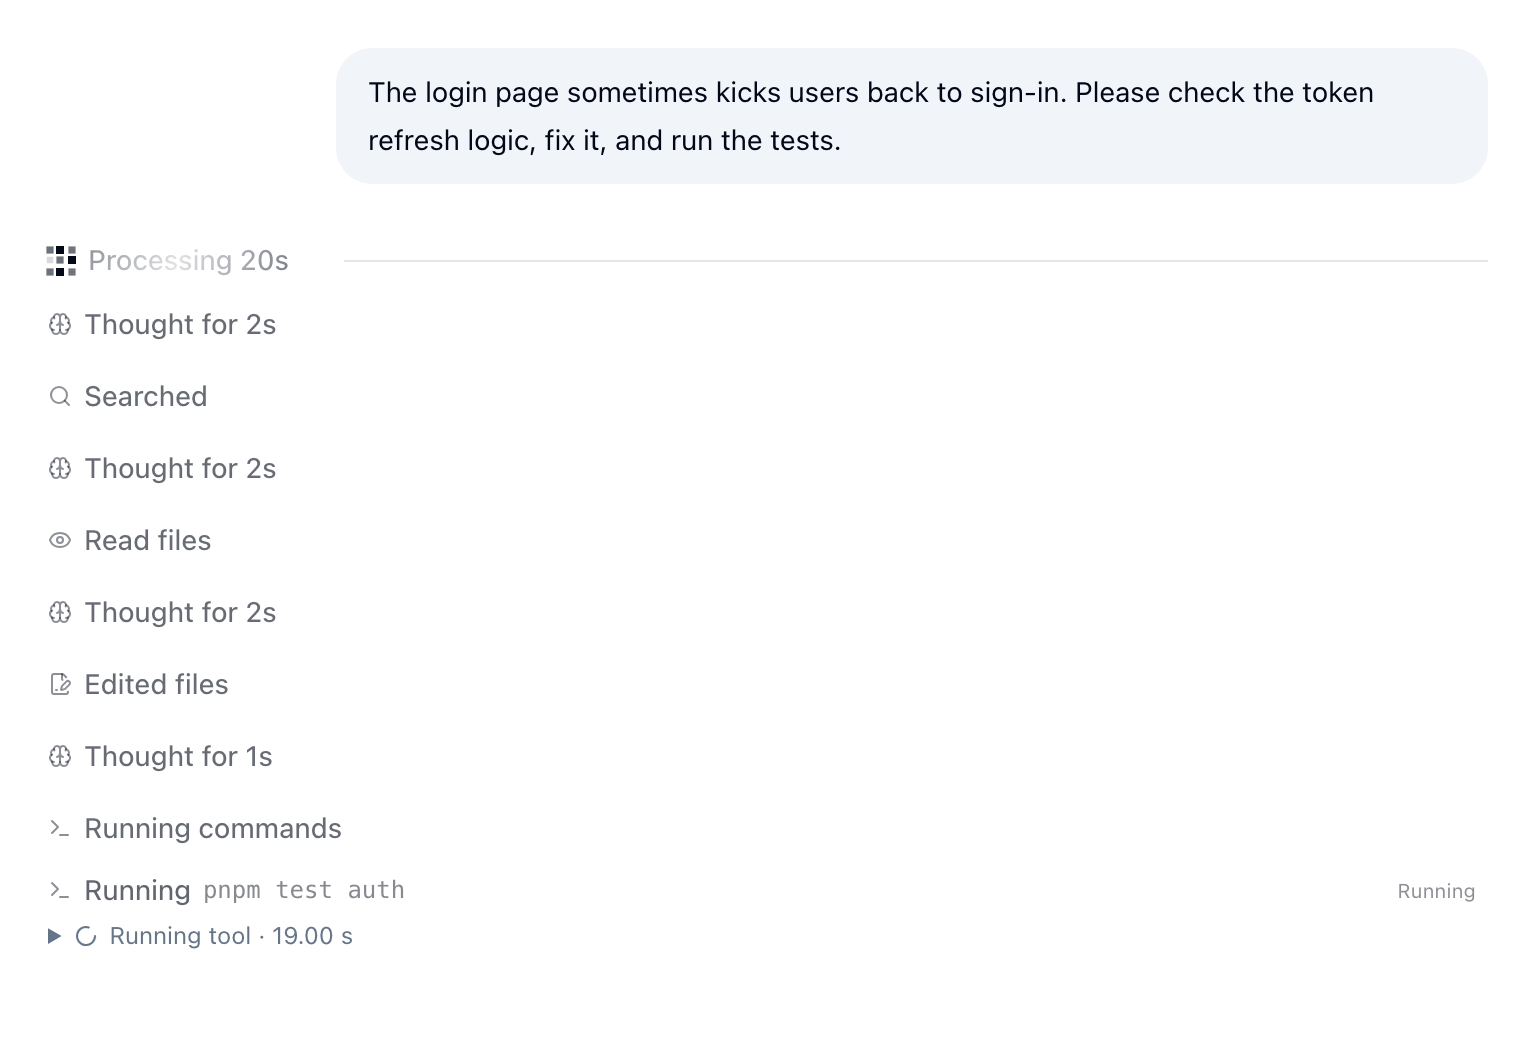 The login page sometimes kicks users back to sign-in. Please check the token
refresh logic, fix it, and run the tests.
Processing 20s
Thought for 2s
Searched
Thought for 2s
Read files
Thought for 2s
Edited files
Thought for 1s
Running commands
Running pnpm test auth Running
Running tool · 19.00 s